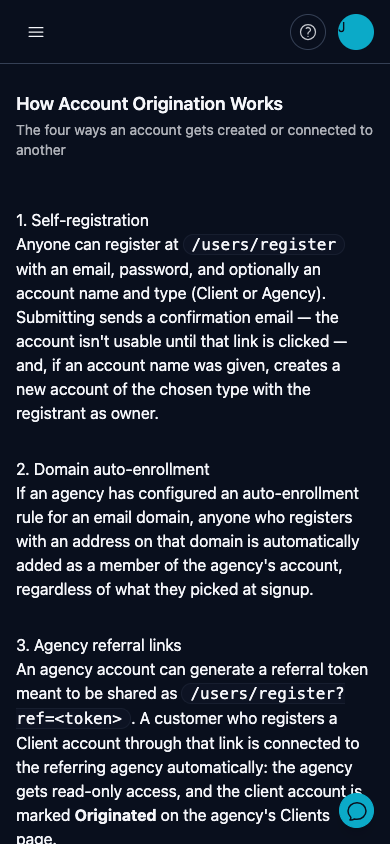 J
How Account Origination Works
The four ways an account gets created or connected to
another
1. Self-registration
Anyone can register at /users/register
with an email, password, and optionally an
account name and type (Client or Agency).
Submitting sends a confirmation email — the
account isn't usable until that link is clicked —
and, if an account name was given, creates a
new account of the chosen type with the
registrant as owner.
2. Domain auto-enrollment
If an agency has configured an auto-enrollment
rule for an email domain, anyone who registers
with an address on that domain is automatically
added as a member of the agency's account,
regardless of what they picked at signup.
3. Agency referral links
An agency account can generate a referral token
meant to be shared as /users/register?
ref=<token> . A customer who registers a
Client account through that link is connected to
the referring agency automatically: the agency
gets read-only access, and the client account is
marked Originated on the agency's Clients
page.